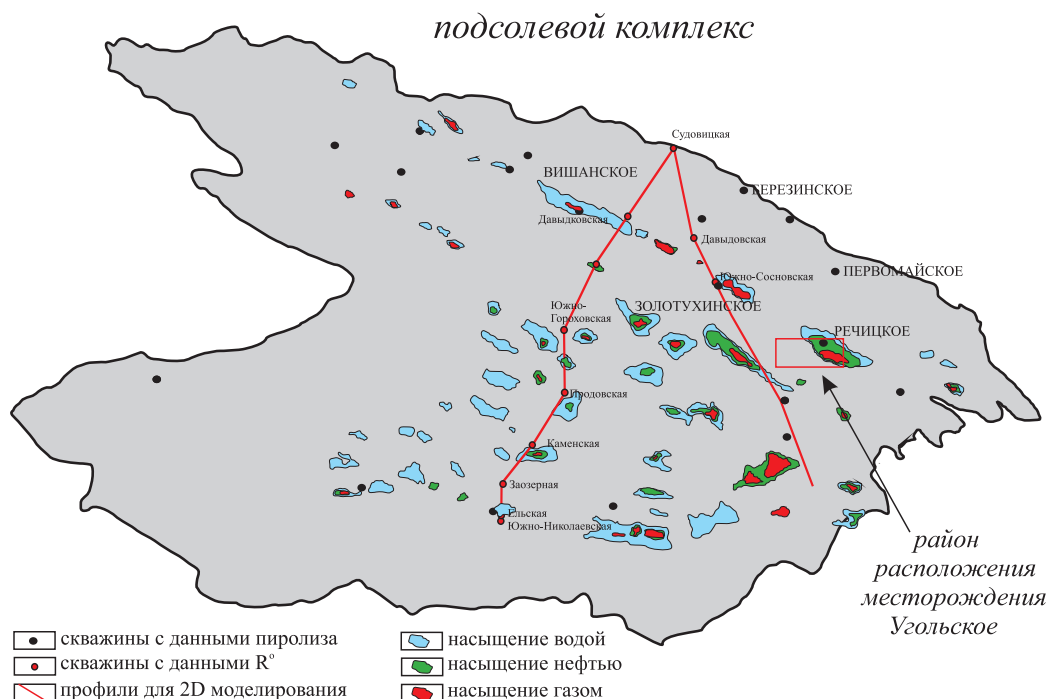 подсолевой комплекс
Судовицкая
ВИШАНСКОЕ
БЕРЕЗИНСКОЕ
Давыдковская
Давыдовская
ПЕРВОМАЙСКОЕ
Южно-Сосновская
Южно-
Гороховская
ЗОЛОТУХИНСКОЕ
РЕЧИЦКОЕ
Продовская
Каменская
Заозерная
Ельская
Южно-Николаевская
район
расположения
месторождения
Угольское
скважины с данными пиролиза
скважины с данными R°
профили для 2D моделирования
насыщение водой
насыщение нефтью
насыщение газом